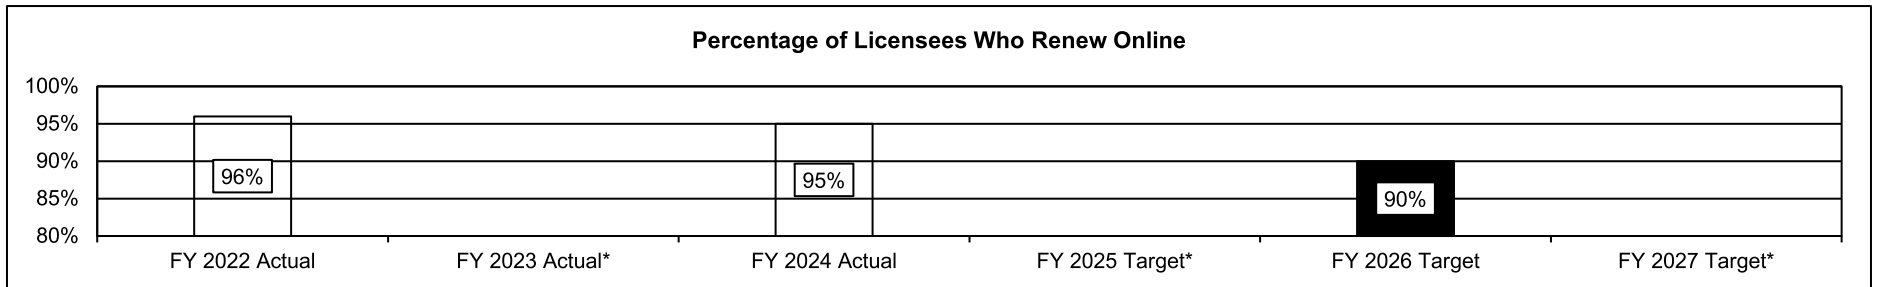 Percentage of Licensees Who Renew Online
100%
95%
90%
85%
80%
96%
95%
90%
FY 2022 Actual
FY 2023 Actual*
FY 2024 Actual
FY 2025 Target*
FY 2026 Target
FY 2027 Target*